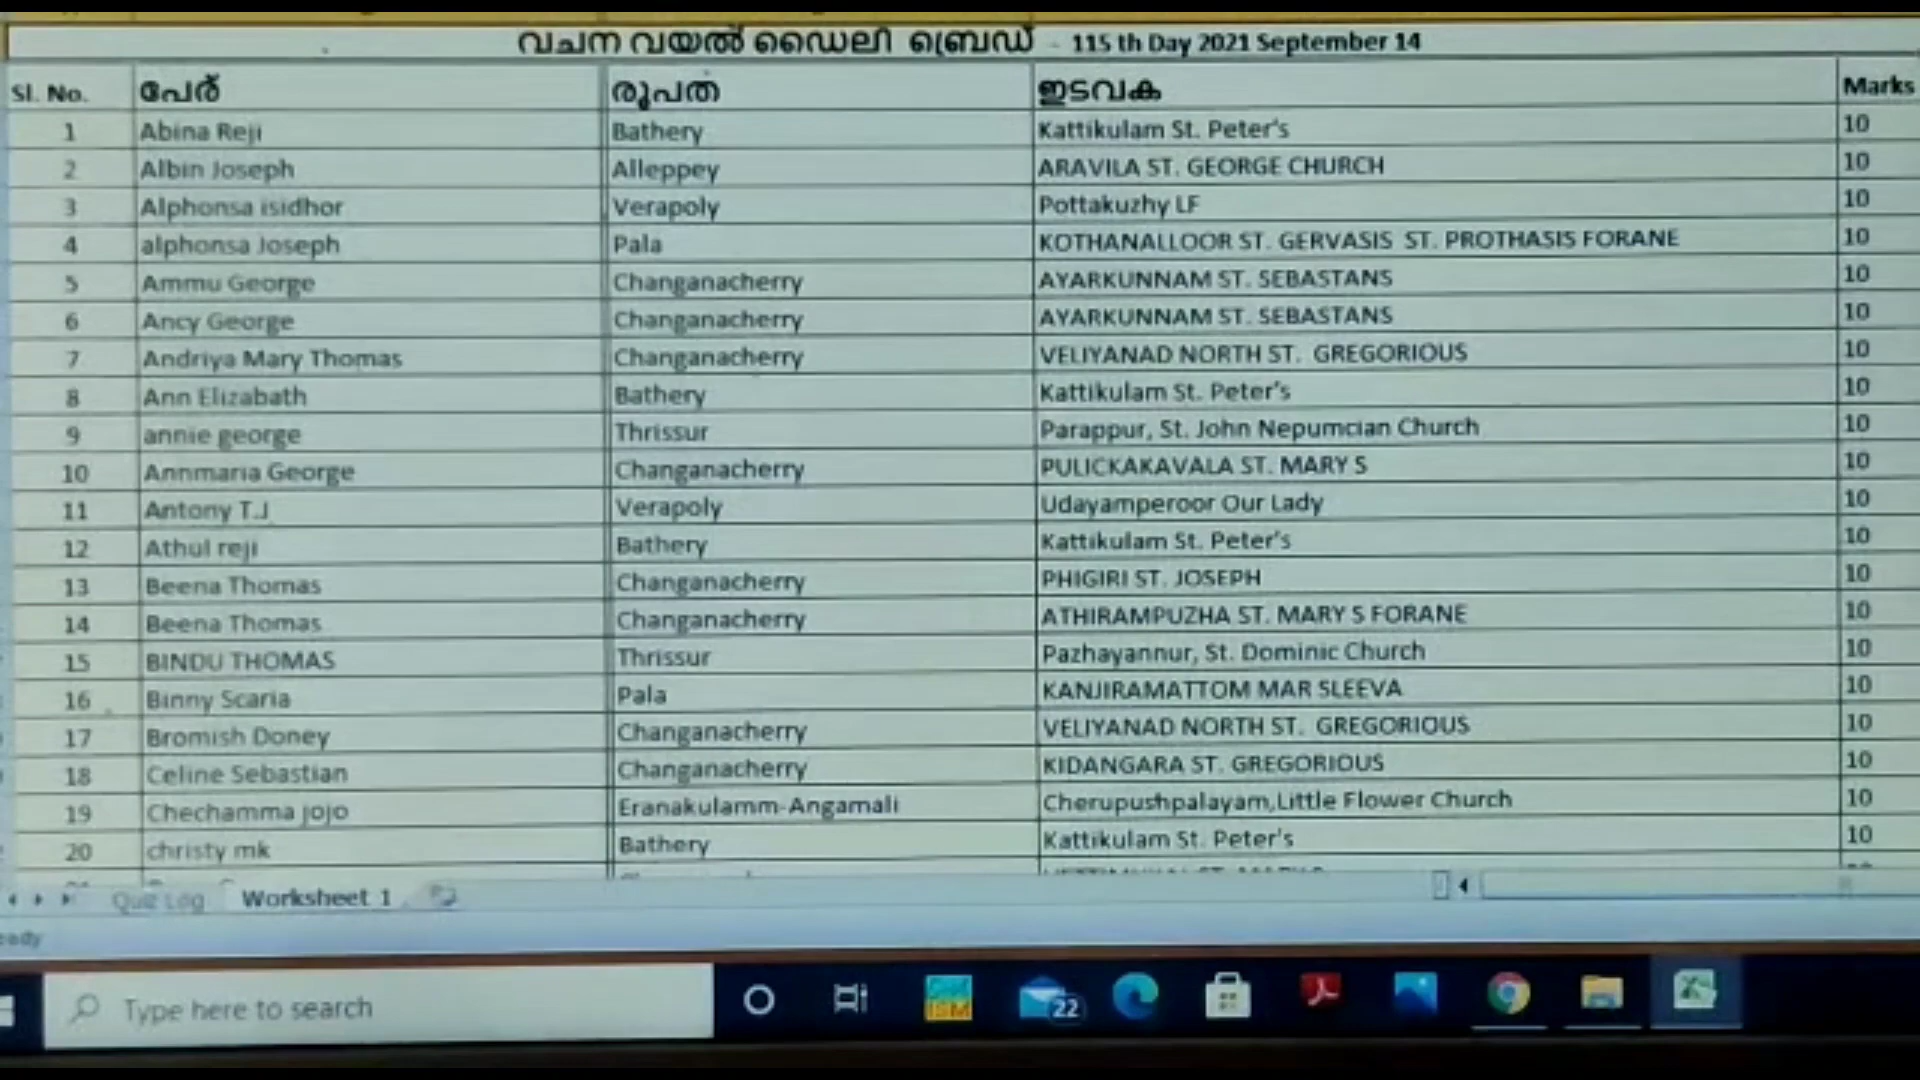 വചന വയൽ ഡൈലി ബ്രെഡ് - 115 th Day 2021 September 14
Sl. No. പേര് രൂപത ഇടവക Marks
1 Abina Reji Bathery Kattikulam St. Peter's 10
2 Albin Joseph Alleppey ARAVILA ST. GEORGE CHURCH 10
3 Alphonsa isidhor Verapoly Pottakuzhy LF 10
4 alphonsa Joseph Pala KOTHANALLOOR ST. GERVASIS ST. PROTHASIS FORANE 10
5 Ammu George Changanacherry AYARKUNNAM ST. SEBASTANS 10
6 Ancy George Changanacherry AYARKUNNAM ST. SEBASTANS 10
7 Andriya Mary Thomas Changanacherry VELIYANAD NORTH ST. GREGORIOUS 10
8 Ann Elizabath Bathery Kattikulam St. Peter's 10
9 annie george Thrissur Parappur, St. John Nepumcian Church 10
10 Annmaria George Changanacherry PULICKAKAVALA ST. MARY S 10
11 Antony T.J Verapoly Udayamperoor Our Lady 10
12 Athul reji Bathery Kattikulam St. Peter's 10
13 Beena Thomas Changanacherry PHIGIRI ST. JOSEPH 10
14 Beena Thomas Changanacherry ATHIRAMPUZHA ST. MARY S FORANE 10
15 BINDU THOMAS Thrissur Pazhayannur, St. Dominic Church 10
16 Binny Scaria Pala KANJIRAMATTOM MAR SLEEVA 10
17 Bromish Doney Changanacherry VELIYANAD NORTH ST. GREGORIOUS 10
18 Celine Sebastian Changanacherry KIDANGARA ST. GREGORIOUS 10
19 Chechamma jojo Eranakulamm-Angamali Cherupushpalayam,Little Flower Church 10
20 christy mk Bathery Kattikulam St. Peter's 10
Quiz Log Worksheet 1
Type here to search 22